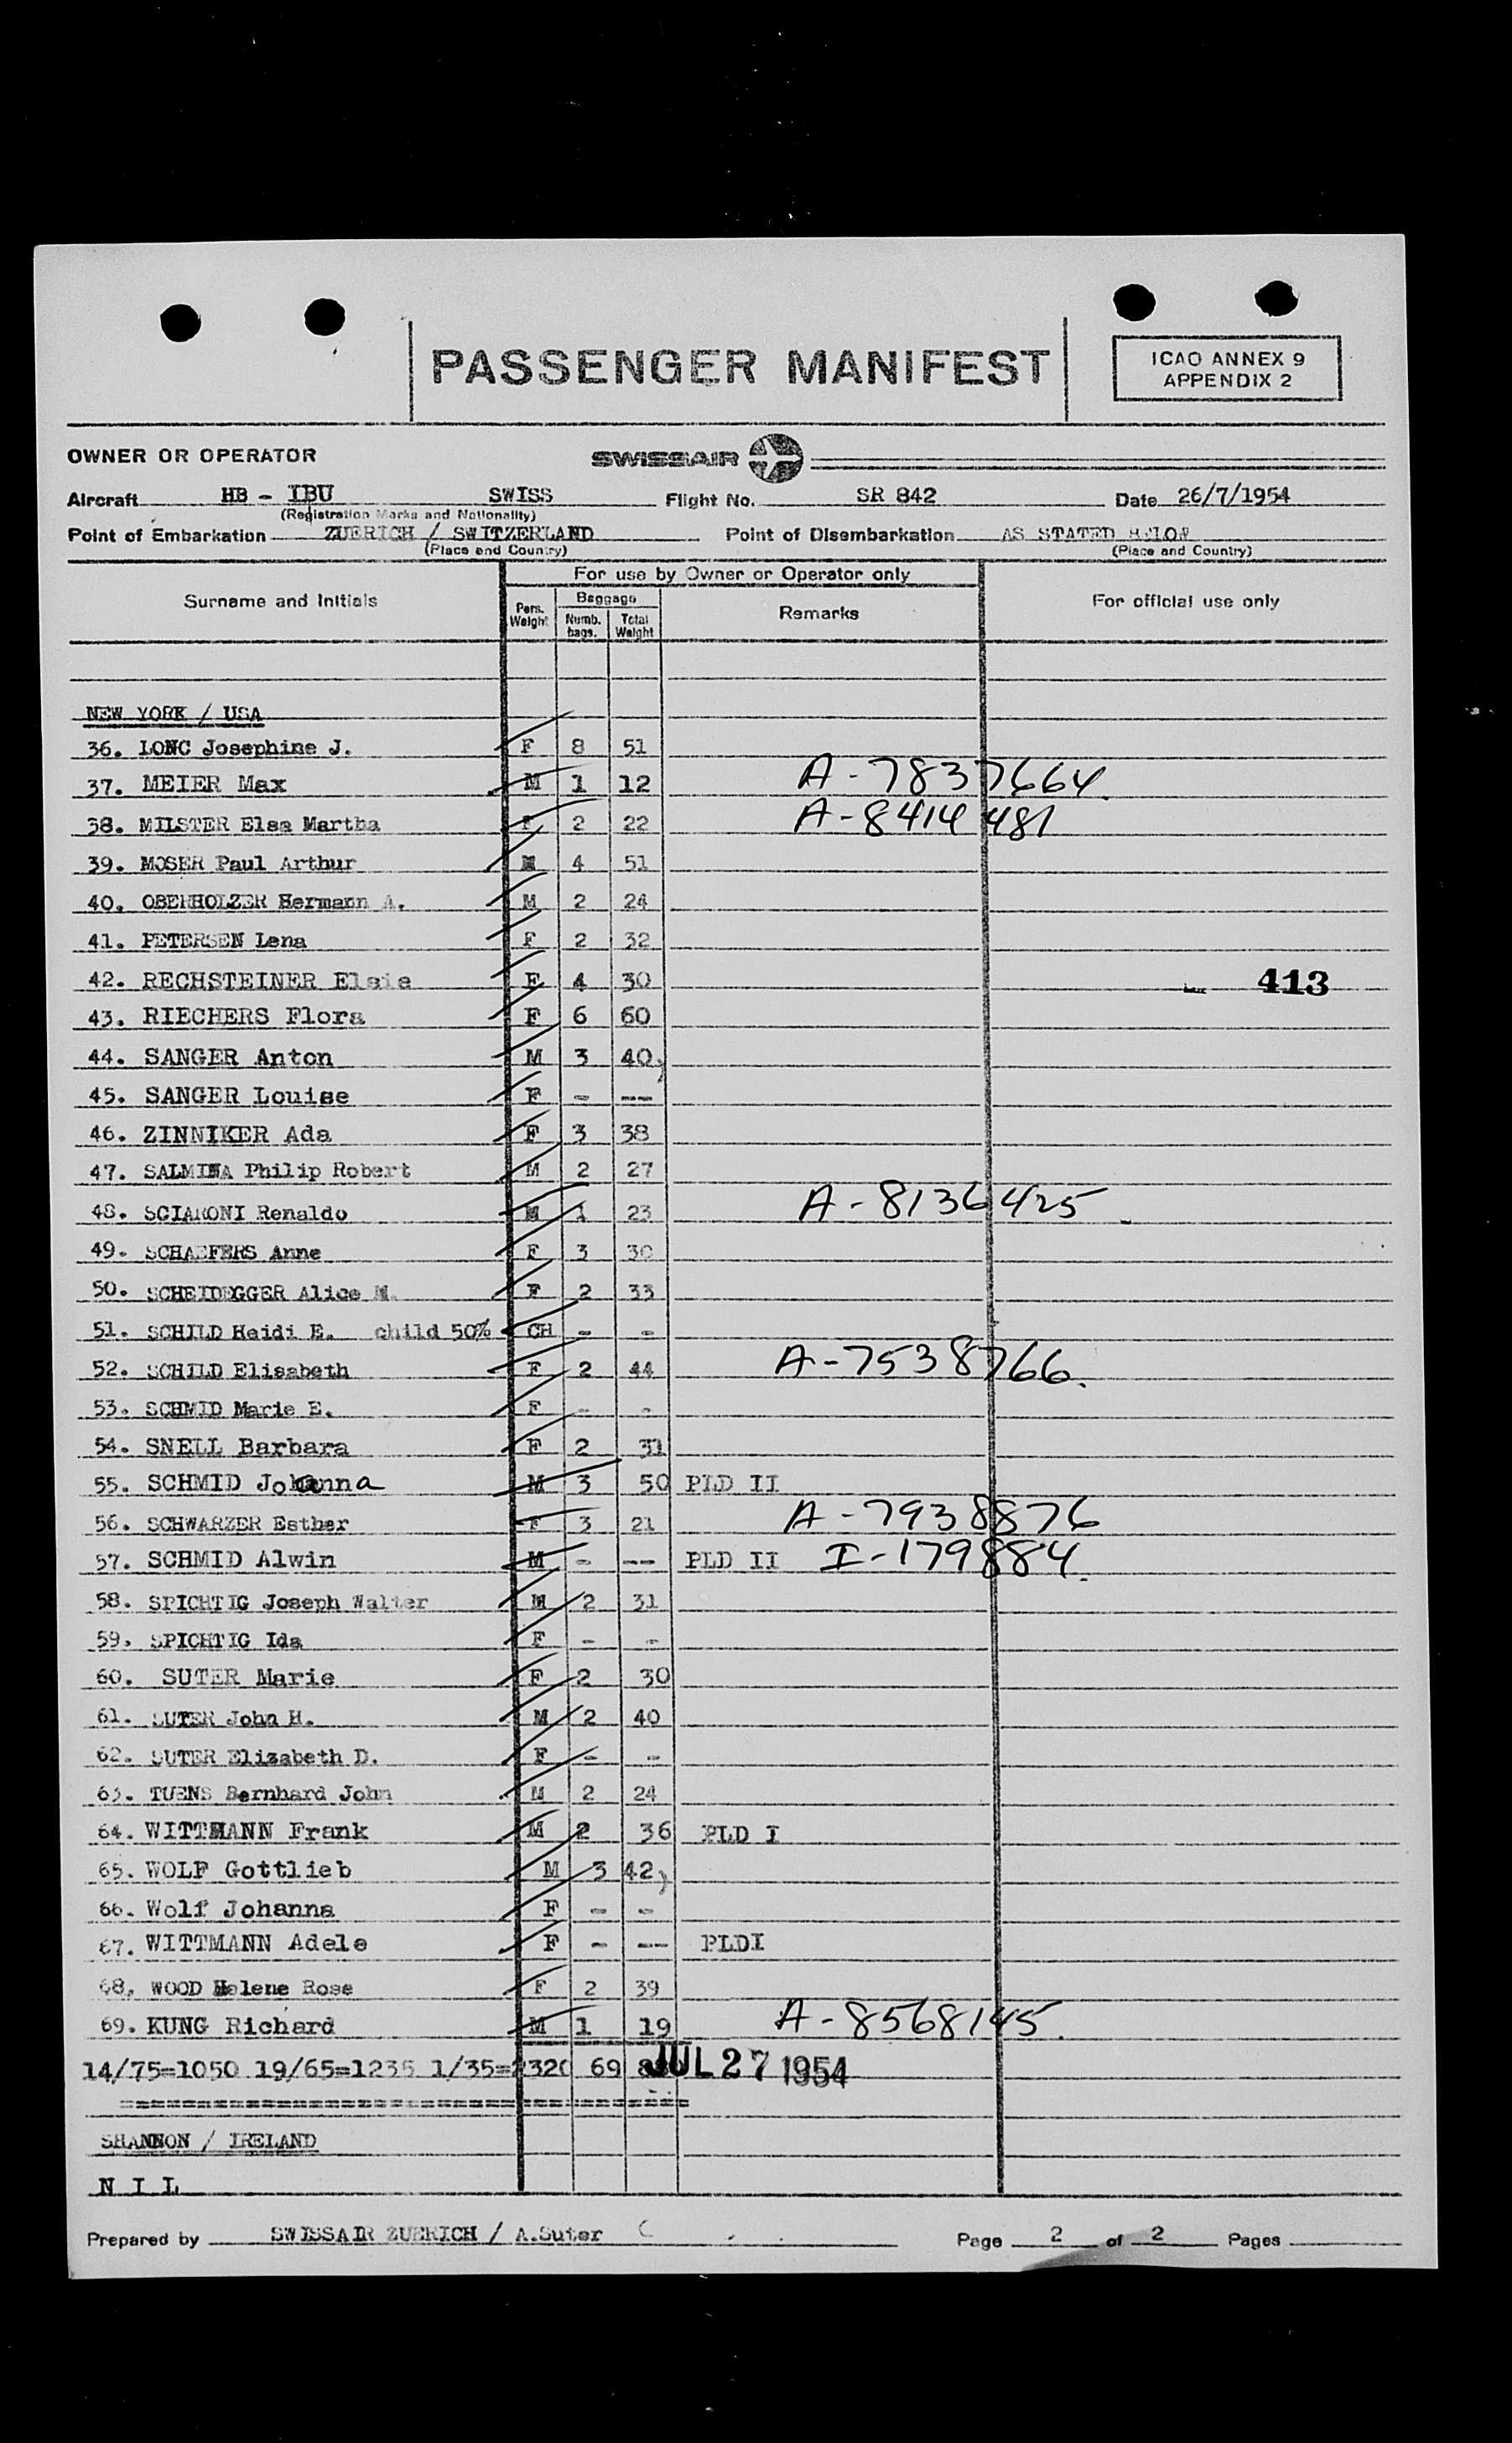 PASSENGER MANIFEST
ICAO ANNEX 9
APPENDIX 2
OWNER OR OPERATOR SWISSAIR
Aircraft HB - IBU SWISS Flight No. SR 842 Date 26/7/1954
(Registration Marks and Nationality)
Point of Embarkation ZUERICH / SWITZERLAND Point of Disembarkation AS STATED BELOW
(Place and Country) (Place and Country)
For use by Owner or Operator only
Surname and Initials Pers. Weight Baggage Numb. bags. Total Weight Remarks For official use only
NEW YORK / USA
36. LONG Josephine J. F 8 51
37. MEIER Max M 1 12 A-7837664.
38. MILSTER Elsa Martha F 2 22 A-8414481
39. MOSER Paul Arthur M 4 51
40. OBERHOLZER Hermann A. M 2 24
41. PETERSEN Lena F 2 32
42. RECHSTEINER Elsie F 4 30 413
43. RIECHERS Flora F 6 60
44. SANGER Anton M 3 40)
45. SANGER Louise F - ---
46. ZINNIKER Ada F 3 38
47. SALMINA Philip Robert M 2 27
48. SCIARONI Renaldo M 1 23 A-8136425
49. SCHAEFERS Anne F 3 30
50. SCHEIDEGGER Alice M. F 2 33
51. SCHILD Heidi E. child 50% CH - -
52. SCHILD Elisabeth F 2 44 A-7538766.
53. SCHMID Marie E. F - -
54. SNELL Barbara F 2 31
55. SCHMID Johanna M 3 50 PLD II
56. SCHWARZER Esther F 3 21 A-7938876
57. SCHMID Alwin M - --- PLD II I-179884
58. SPICHTIG Joseph Walter M 2 31
59. SPICHTIG Ida F - -
60. SUTER Marie F 2 30
61. SUTER John H. M 2 40
62. SUTER Elizabeth D. F - -
63. TUENS Bernhard John M 2 24
64. WITTMANN Frank M 2 36 PLD I
65. WOLF Gottlieb M 3 42)
66. Wolf Johanna F - -
67. WITTMANN Adele F - --- PLDI
68. WOOD Helene Rose F 2 39
69. KUNG Richard M 1 19 A-8568145.
14/75=1050 19/65=1235 1/35=2320 69 JUL 27 1954
SHANNON / IRELAND
N I L
Prepared by SWISSAIR ZUERICH / A.Suter Page 2 of 2 Pages